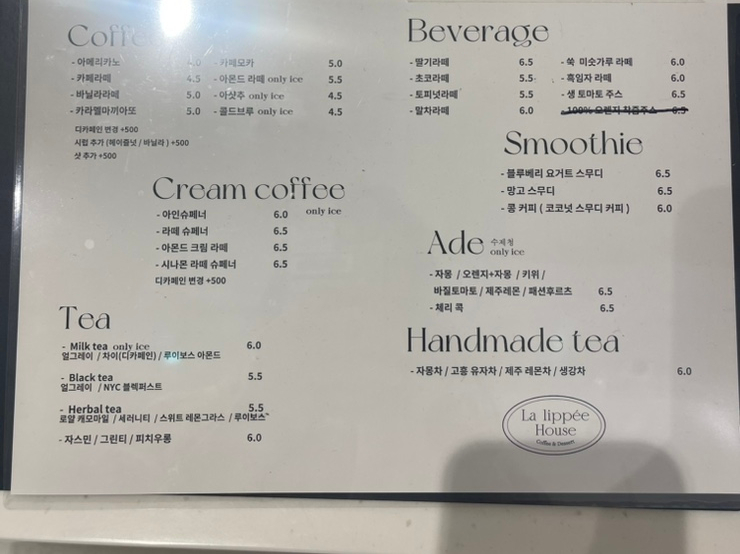 Coffe
- 아메리카노 4.0
- 카페라떼 4.5
- 바닐라라떼 5.0
- 카라멜마끼아또 5.0
- 카페모카 5.0
- 아몬드 라떼 only ice 5.5
- 아샷추 only ice 4.5
- 콜드브루 only ice 4.5
디카페인 변경 +500
시럽 추가 (헤이즐넛 / 바닐라 ) +500
샷 추가 +500
Cream coffee
only ice
- 아인슈페너 6.0
- 라떼 슈페너 6.5
- 아몬드 크림 라떼 6.5
- 시나몬 라떼 슈페너 6.5
디카페인 변경 +500
Tea
- Milk tea only ice 6.0
얼그레이 / 차이(디카페인) / 루이보스 아몬드
- Black tea 5.5
얼그레이 / NYC 블렉퍼스트
- Herbal tea 5.5
로얄 캐모마일 / 세러니티 / 스위트 레몬그라스 / 루이보스
- 자스민 / 그린티 / 피치우롱 6.0
Beverage
- 딸기라떼 6.5
- 초코라떼 5.5
- 토피넛라떼 5.5
- 말차라떼 6.0
- 쑥 미숫가루 라떼 6.0
- 흑임자 라떼 6.0
- 생 토마토 주스 6.5
- 100% 오렌지 착즙주스 6.5
Smoothie
- 블루베리 요거트 스무디 6.5
- 망고 스무디 6.5
- 콩 커피 ( 코코넛 스무디 커피 ) 6.0
Ade 수제청
only ice
- 자몽 / 오렌지+자몽 / 키위 /
바질토마토 / 제주레몬 / 패션후르츠 6.5
- 체리 콕 6.5
Handmade tea
- 자몽차 / 고흥 유자차 / 제주 레몬차 / 생강차 6.0
La lippée
House
Coffee & Dessert